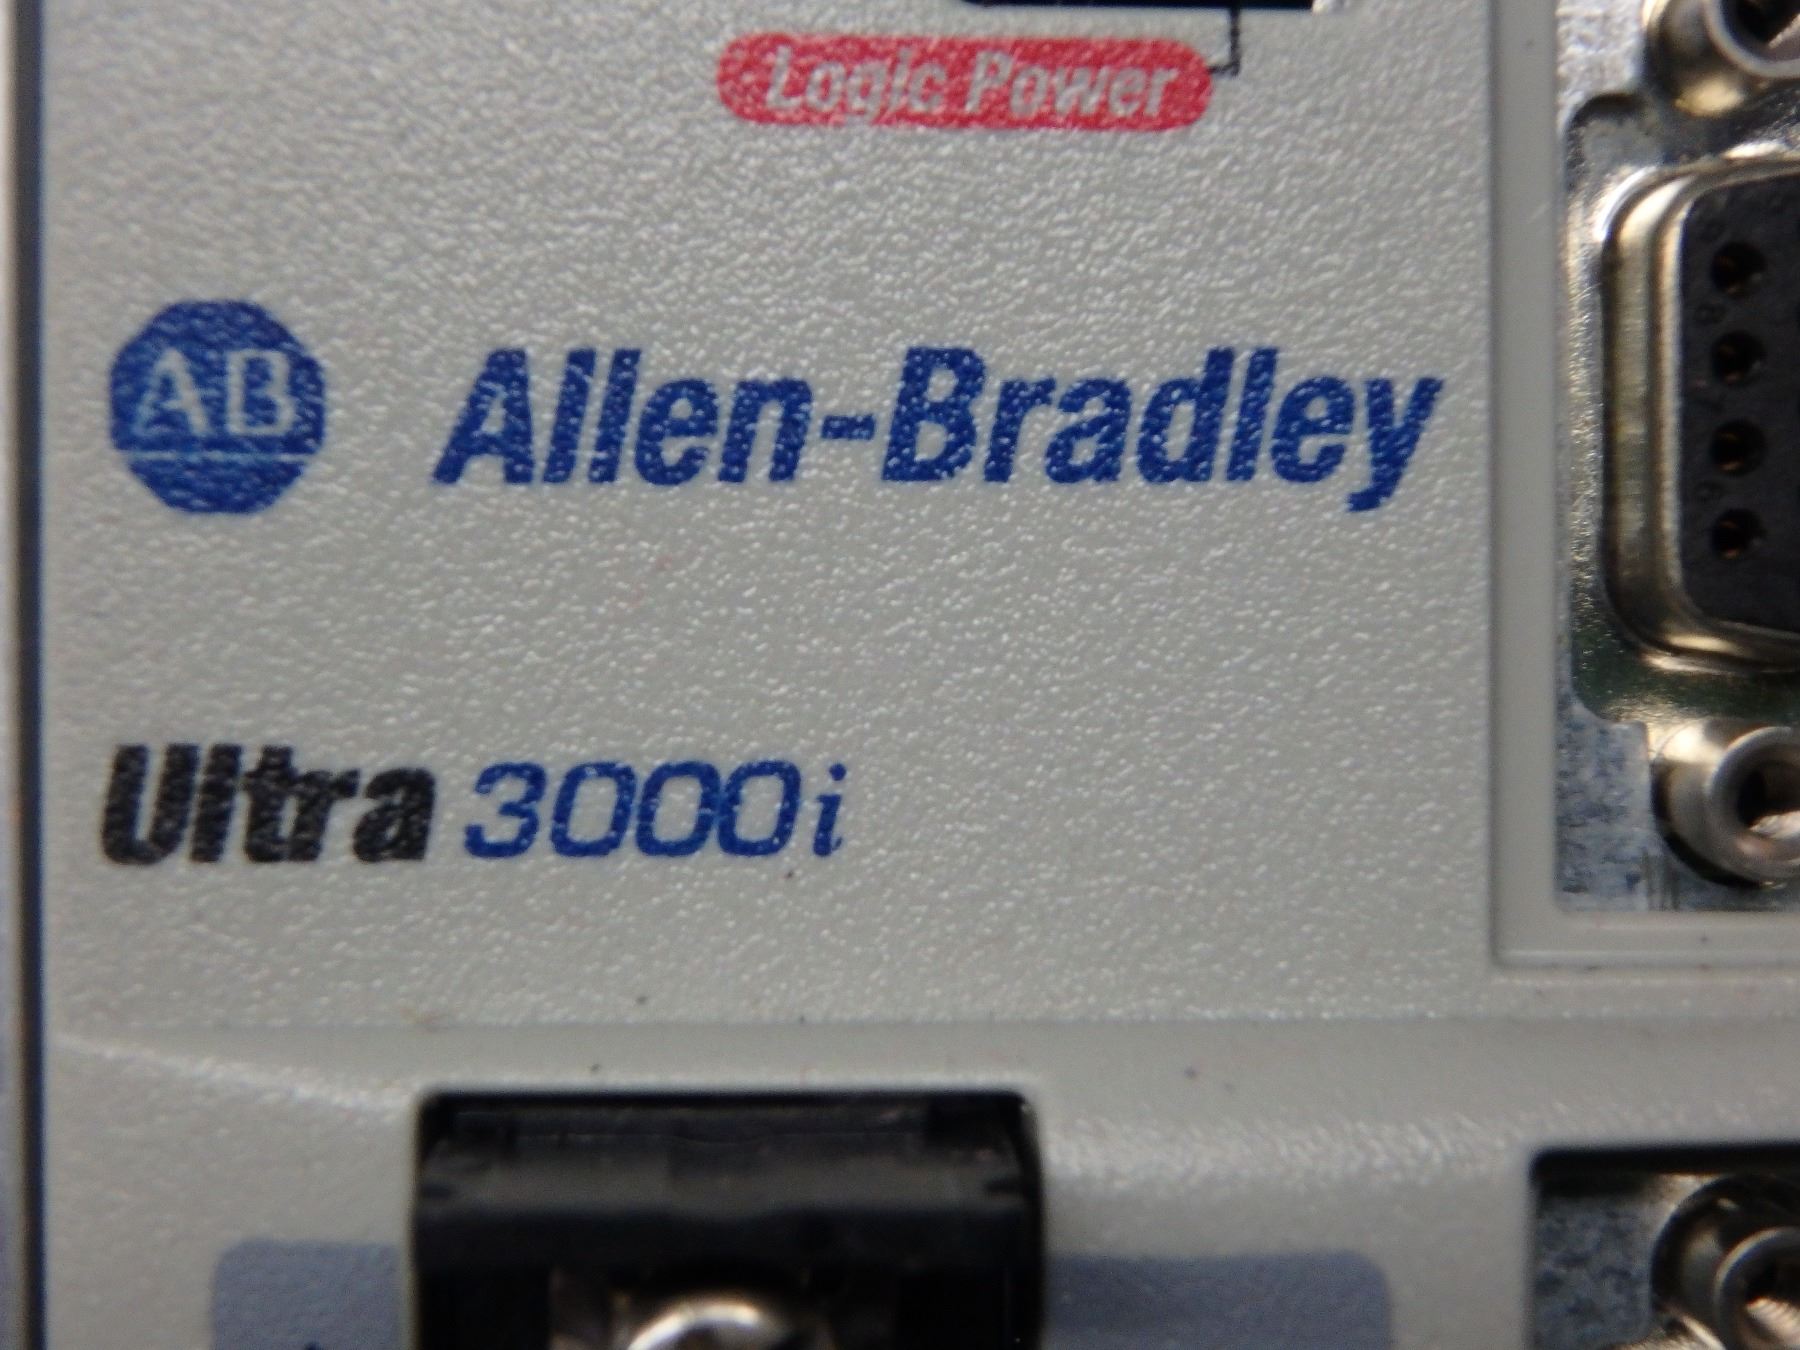 Logic Power
AB Allen-Bradley
Ultra 3000i